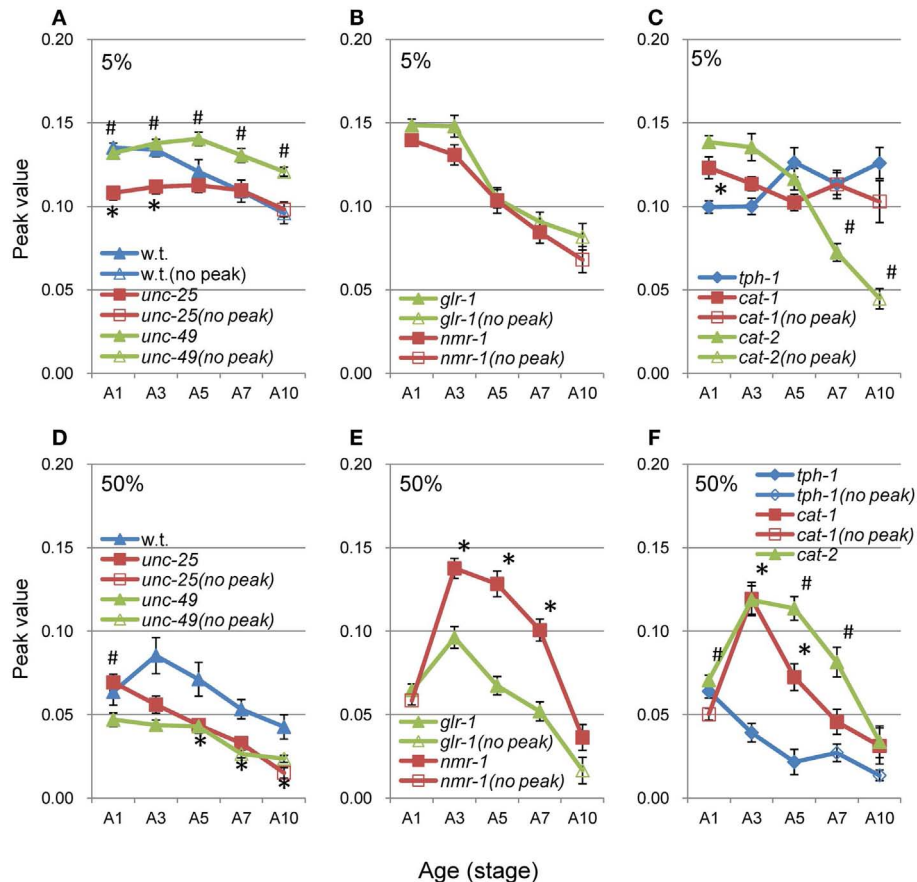 A
B
C
Peak value
0.20
0.15
0.10
0.05
0.00
5%
# # # # #
* *
w.t.
w.t.(no peak)
unc-25
unc-25(no peak)
unc-49
unc-49(no peak)
A1 A3 A5 A7 A10
0.20
0.15
0.10
0.05
0.00
5%
glr-1
glr-1(no peak)
nmr-1
nmr-1(no peak)
A1 A3 A5 A7 A10
0.20
0.15
0.10
0.05
0.00
5%
*
# #
tph-1
cat-1
cat-1(no peak)
cat-2
cat-2(no peak)
A1 A3 A5 A7 A10
D
E
F
Peak value
0.20
0.15
0.10
0.05
0.00
50%
w.t.
unc-25
unc-25(no peak)
unc-49
unc-49(no peak)
#
* * *
A1 A3 A5 A7 A10
0.20
0.15
0.10
0.05
0.00
50%
* * *
glr-1
glr-1(no peak)
nmr-1
nmr-1(no peak)
A1 A3 A5 A7 A10
0.20
0.15
0.10
0.05
0.00
50%
tph-1
tph-1(no peak)
cat-1
cat-1(no peak)
cat-2
* #
# * #
A1 A3 A5 A7 A10
Age (stage)